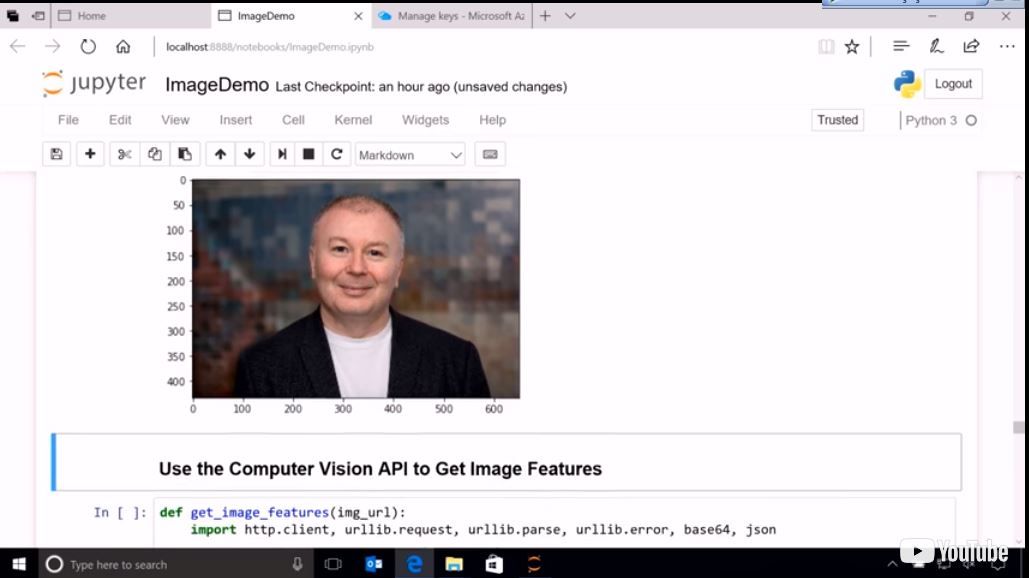 Home
ImageDemo
Manage keys - Microsoft Az
localhost:8888/notebooks/ImageDemo.ipynb
jupyter ImageDemo Last Checkpoint: an hour ago (unsaved changes)
Logout
File Edit View Insert Cell Kernel Widgets Help
Trusted
Python 3
Markdown
0
50
100
150
200
250
300
350
400
0 100 200 300 400 500 600
Use the Computer Vision API to Get Image Features
In [ ]: def get_image_features(img_url):
import http.client, urllib.request, urllib.parse, urllib.error, base64, json
Type here to search
YouTube